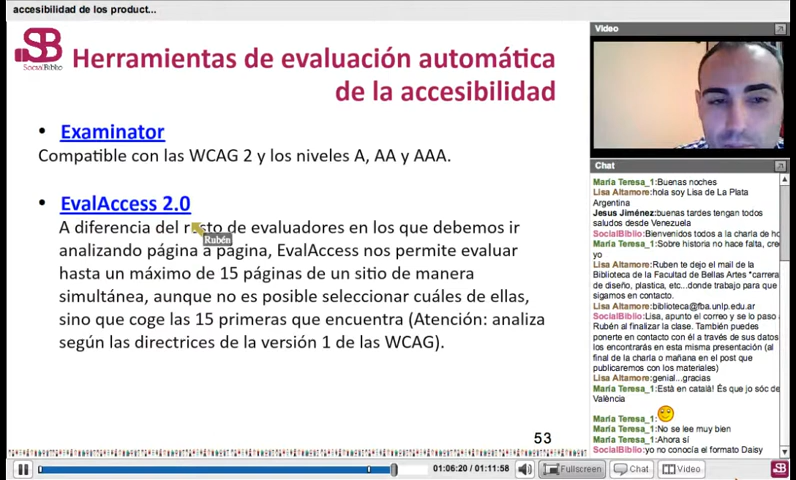 accesibilidad de los product...
SB
SocialBiblio
Herramientas de evaluación automática
de la accesibilidad
• Examinator
Compatible con las WCAG 2 y los niveles A, AA y AAA.
• EvalAccess 2.0
A diferencia del resto de evaluadores en los que debemos ir
Rubén
analizando página a página, EvalAccess nos permite evaluar
hasta un máximo de 15 páginas de un sitio de manera
simultánea, aunque no es posible seleccionar cuáles de ellas,
sino que coge las 15 primeras que encuentra (Atención: analiza
según las directrices de la versión 1 de las WCAG).
53
Video
Chat
María Teresa_1:Buenas noches
Lisa Altamore:hola soy Lisa de La Plata
Argentina
Jesus Jiménez:buenas tardes tengan todos
saludos desde Venezuela
SocialBiblio:Bienvenidos todos a la charla de ho
María Teresa_1:Sobre historia no hace falta, cre
yo
Lisa Altamore:Ruben te dejo el mail de la
Biblioteca de la Facultad de Bellas Artes "carrera
de diseño, plastica, etc...donde trabajo para que
sigamos en contacto.
Lisa Altamore:biblioteca@fba.unlp.edu.ar
SocialBiblio:Lisa, apunto el correo y se lo paso
Rubén al finalizar la clase. También puedes
ponerte en contacto con él a través de sus datos
los encontrarás en esta misma presentación (al
final de la charla o mañana en el post que
publicaremos con los materiales)
Lisa Altamore:genial...gracias
María Teresa_1:Està en català! És que jo sóc de
València
María Teresa_1:
María Teresa_1:No se lee muy bien
María Teresa_1:Ahora sí
SocialBiblio:yo no conocía el formato Daisy
01:06:20 / 01:11:58
Fullscreen
Chat
Video
SB